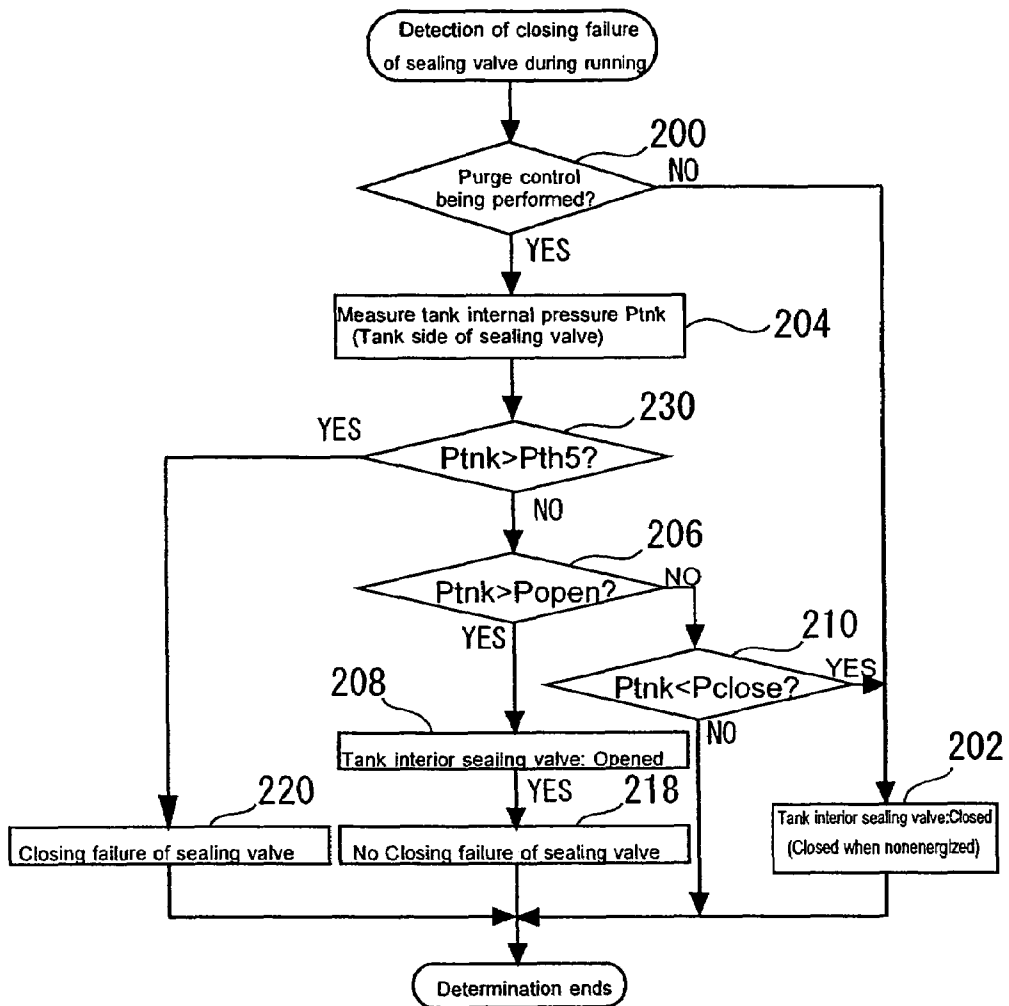 Detection of closing failure
of sealing valve during running
200
Purge control
being performed?
NO
YES
Measure tank internal pressure Ptnk
(Tank side of sealing valve)
204
230
YES
Ptnk>Pth5?
NO
206
Ptnk>Popen?
NO
YES
210
Ptnk<Pclose?
YES
NO
208
Tank interior sealing valve: Opened
YES
202
Tank interior sealing valve:Closed
(Closed when nonenergized)
220
Closing failure of sealing valve
218
No Closing failure of sealing valve
Determination ends